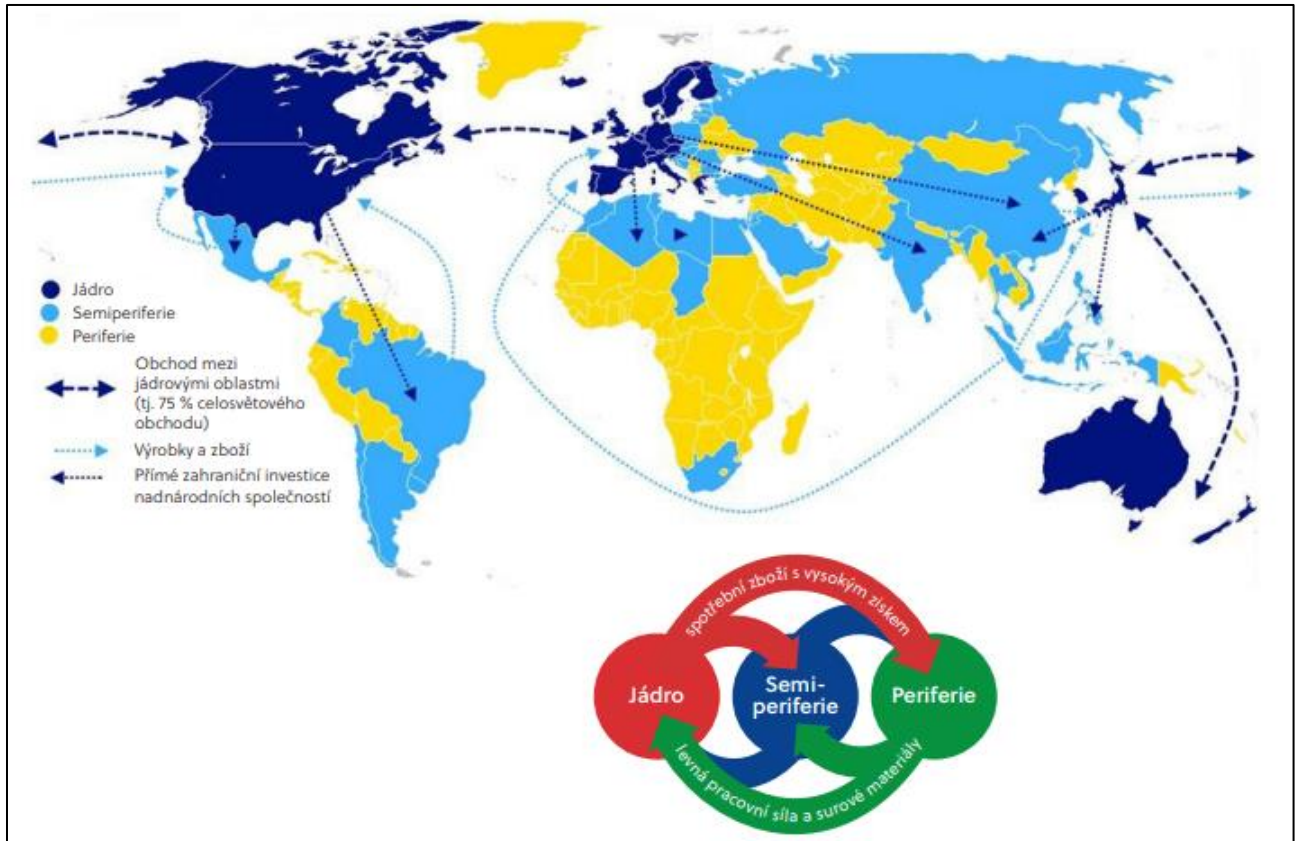 Jádro
Semiperiferie
Periferie
Obchod mezi
jádrovými oblastmi
(tj. 75 % celosvětového
obchodu)
Výrobky a zboží
Přímé zahraniční investice
nadnárodních společností
spotřební zboží s vysokým ziskem
Jádro
Semi-
periferie
Periferie
levná pracovní síla a surové materiály